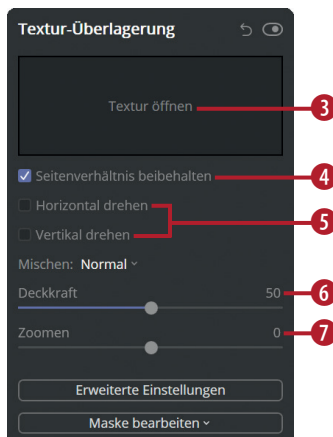 Textur-Überlagerung
Textur öffnen
3
Seitenverhältnis beibehalten
4
Horizontal drehen
5
Vertikal drehen
Mischen: Normal
Deckkraft 50
6
Zoomen 0
7
Erweiterte Einstellungen
Maske bearbeiten